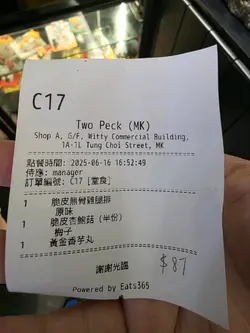 C17
Two Peck (MK)
Shop A, G/F, Witty Commercial Building,
1A-1L Tung Choi Street, MK
點餐時間: 2025-06-16 16:52:49
侍應: manager
訂單編號: C17 [堂食]
1 脆皮無骨雞腿排
原味
1 脆皮杏鮑菇 (半份)
梅子
1 黃金香芋丸
謝謝光臨
$87
Powered by Eats365